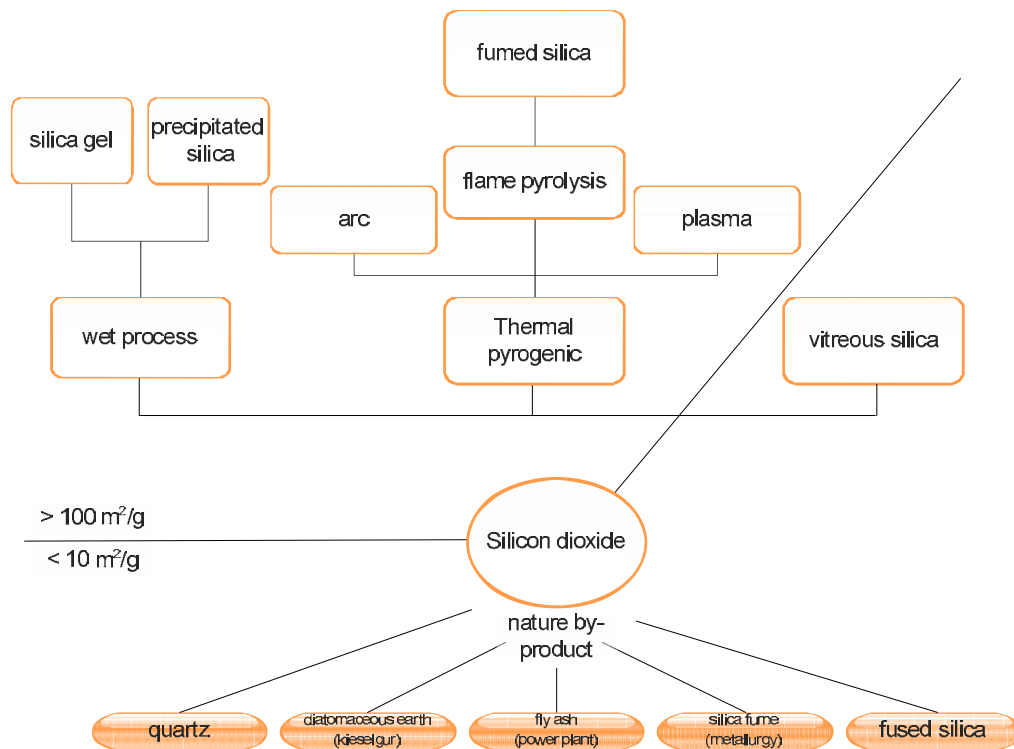 fumed silica
silica gel
precipitated
silica
flame pyrolysis
arc
plasma
wet process
Thermal
pyrogenic
vitreous silica
> 100 m²/g
< 10 m²/g
Silicon dioxide
nature by-
product
quartz
diatomaceous earth
(kieselgur)
fly ash
(power plant)
silica fume
(metallurgy)
fused silica